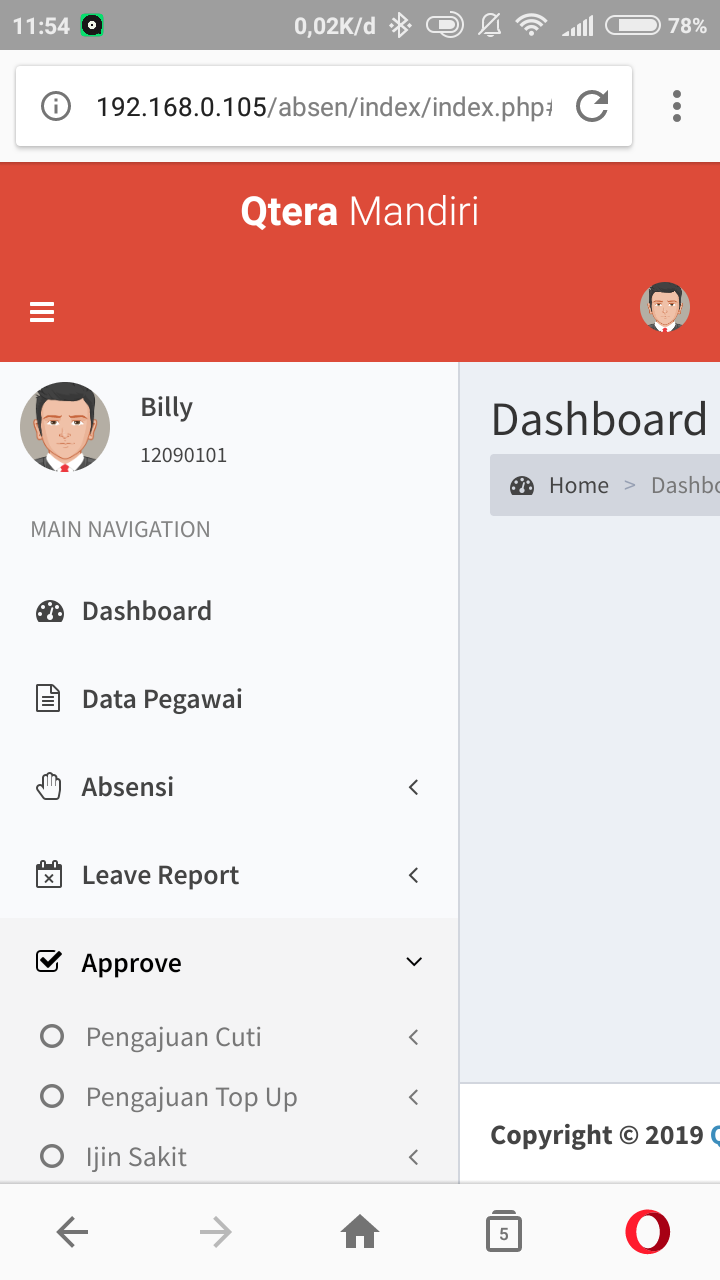 11:54 0,02K/d 78%
192.168.0.105/absen/index/index.php#
Qtera Mandiri
Billy
12090101
MAIN NAVIGATION
Dashboard
Data Pegawai
Absensi
Leave Report
Approve
Pengajuan Cuti
Pengajuan Top Up
Ijin Sakit
Dashboard
Home > Dashbo
Copyright © 2019 Q
5